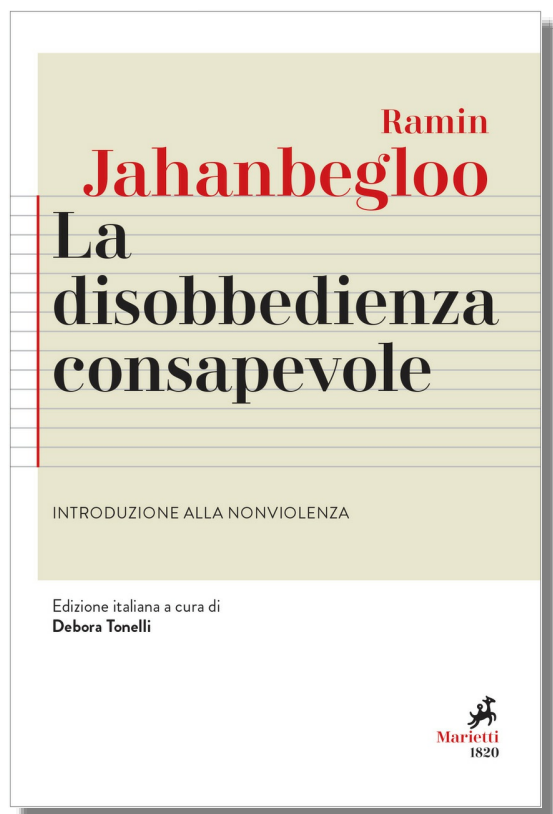 Ramin
Jahanbegloo
La
disobbedienza
consapevole
INTRODUZIONE ALLA NONVIOLENZA
Edizione italiana a cura di
Debora Tonelli
Marietti
1820